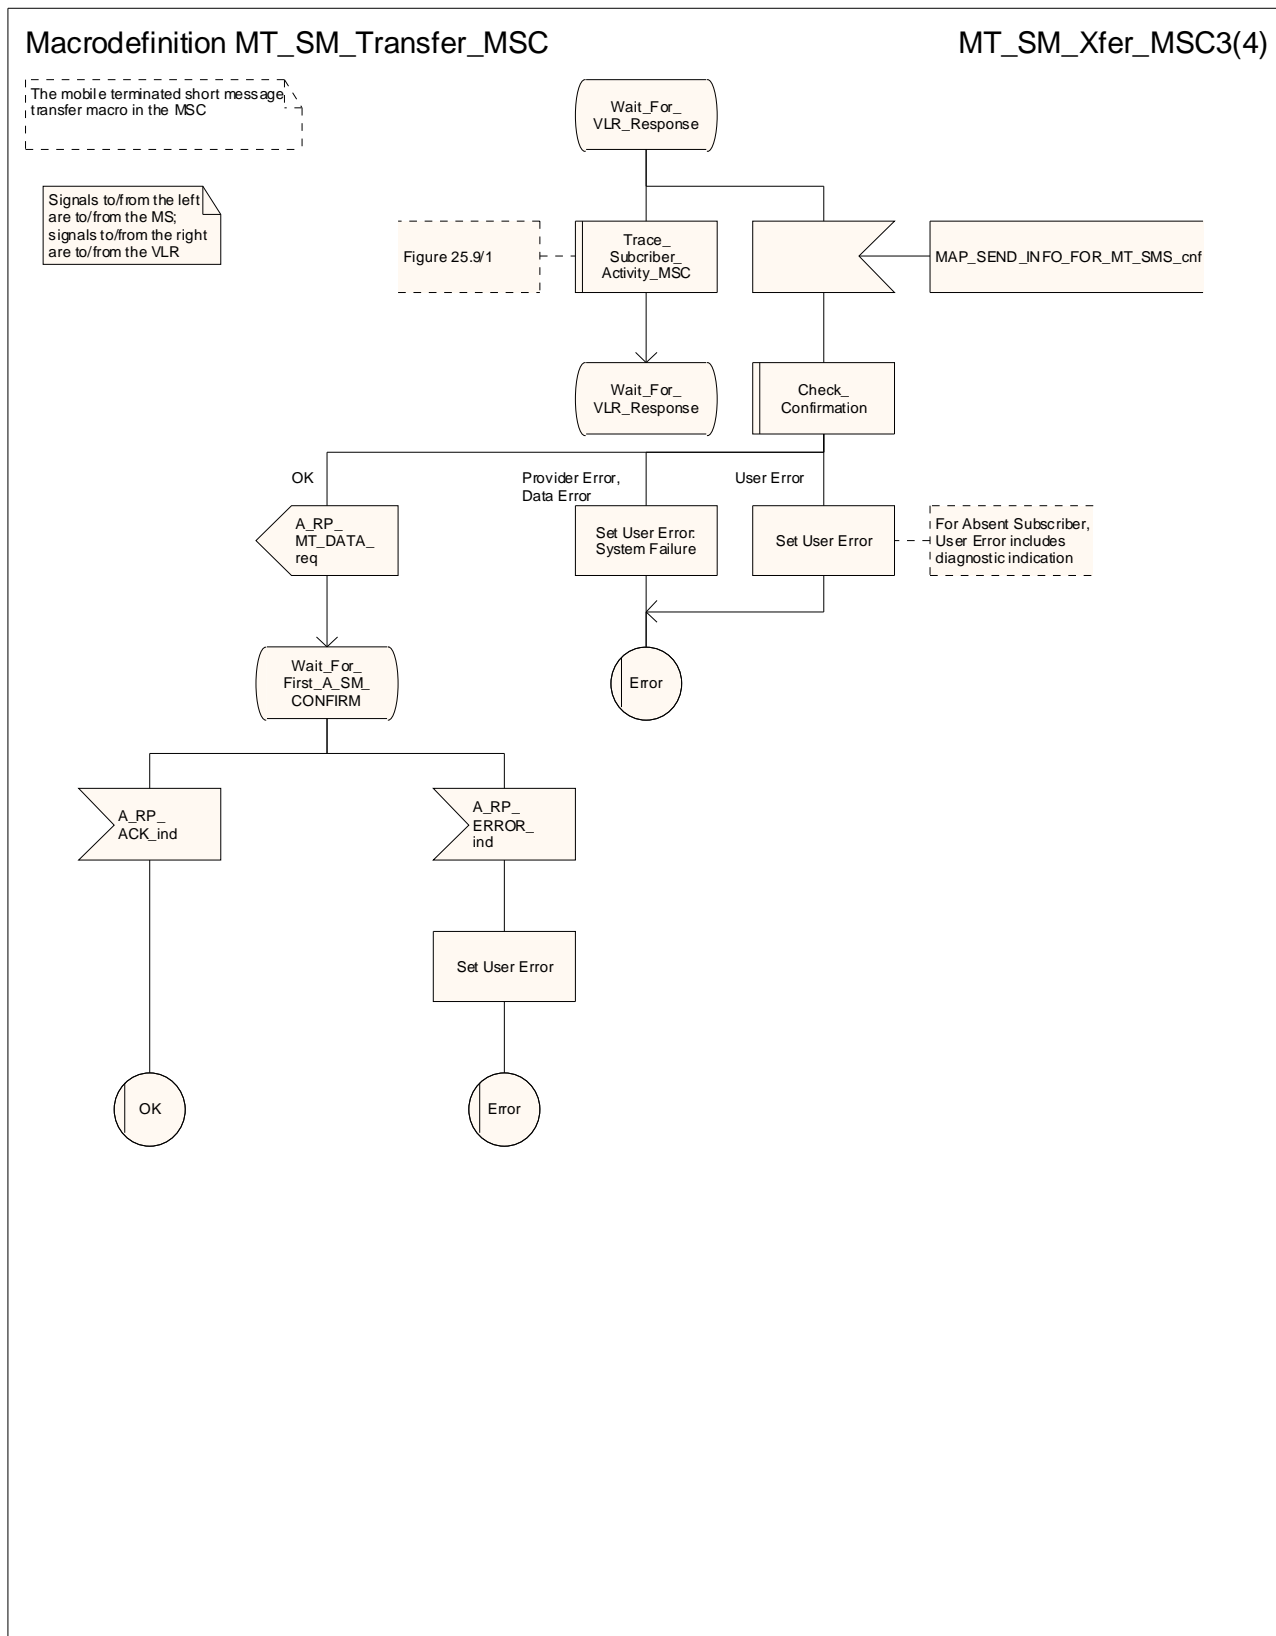 Macrodefinition MT_SM_Transfer_MSC
MT_SM_Xfer_MSC3(4)
The mobile terminated short message
transfer macro in the MSC
Signals to/from the left
are to/from the MS;
signals to/from the right
are to/from the VLR
Wait_For_
VLR_Response
Figure 25.9/1
Trace_
Subcriber_
Activity_MSC
MAP_SEND_INFO_FOR_MT_SMS_cnf
Wait_For_
VLR_Response
Check_
Confirmation
OK
Provider Error,
Data Error
User Error
A_RP_
MT_DATA_
req
Set User Error:
System Failure
Set User Error
For Absent Subscriber,
User Error includes
diagnostic indication
Wait_For_
First_A_SM_
CONFIRM
Error
A_RP_
ACK_ind
A_RP_
ERROR_
ind
Set User Error
OK
Error